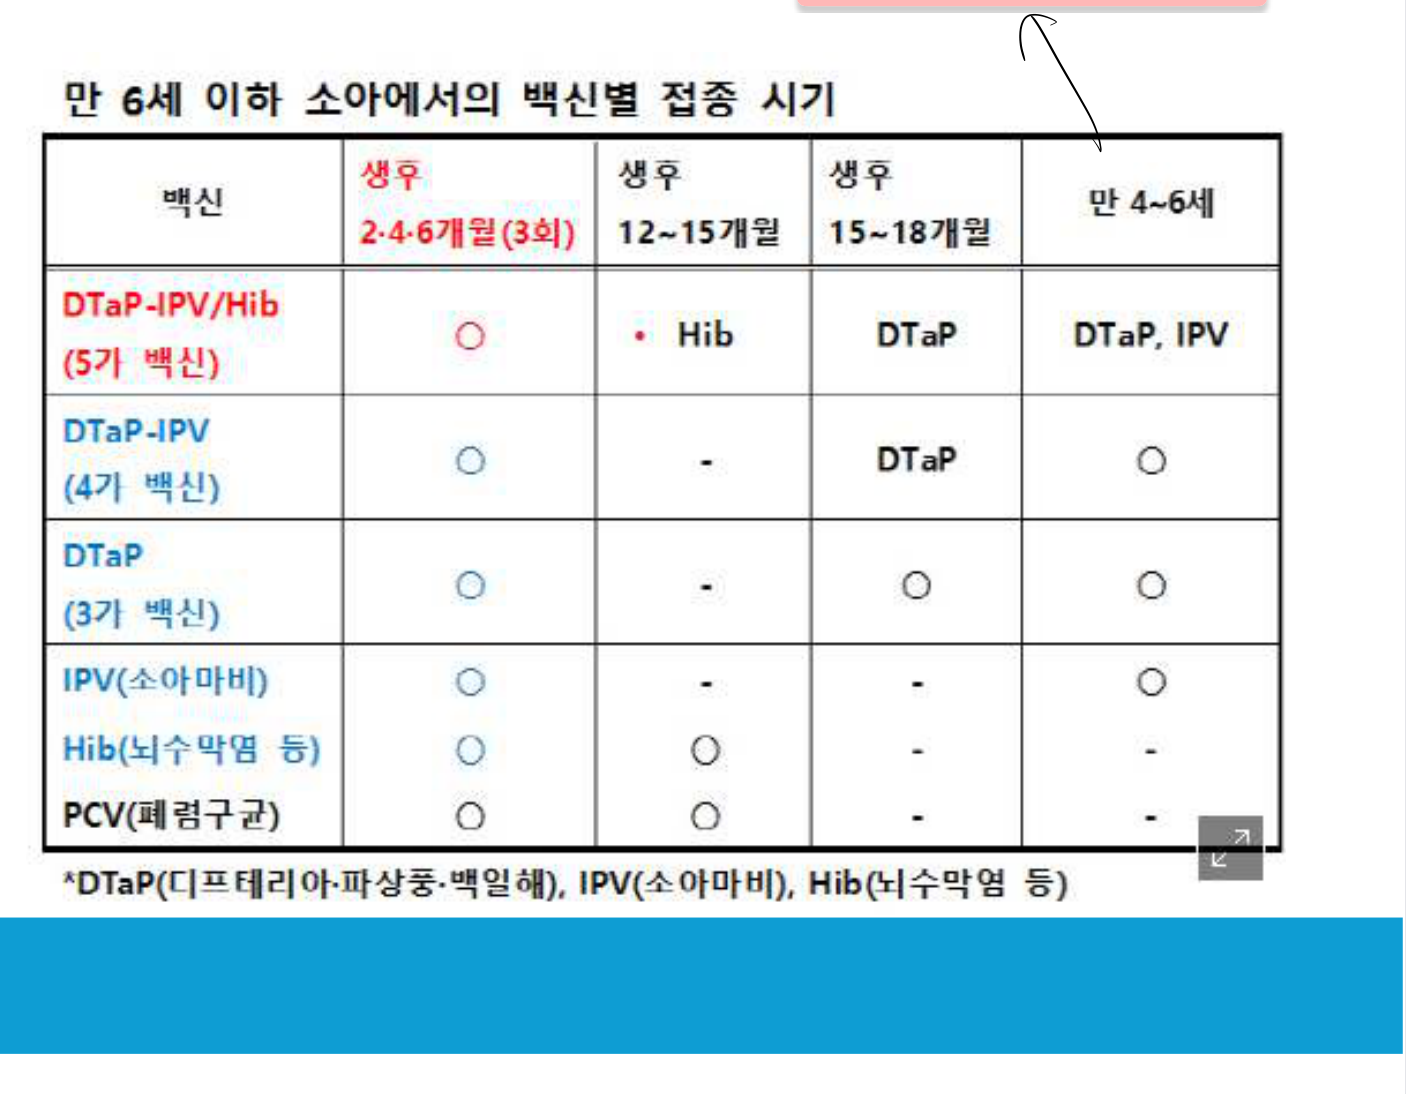 만 6세 이하 소아에서의 백신별 접종 시기
백신
생후
2·4·6개월(3회)
생후
12~15개월
생후
15~18개월
만 4~6세
DTaP-IPV/Hib
(5가 백신)
○
• Hib
DTaP
DTaP, IPV
DTaP-IPV
(4가 백신)
○
-
DTaP
○
DTaP
(3가 백신)
○
-
○
○
IPV(소아마비)
○
-
-
○
Hib(뇌수막염 등)
○
○
-
-
PCV(폐렴구균)
○
○
-
-
*DTaP(디프테리아·파상풍·백일해), IPV(소아마비), Hib(뇌수막염 등)